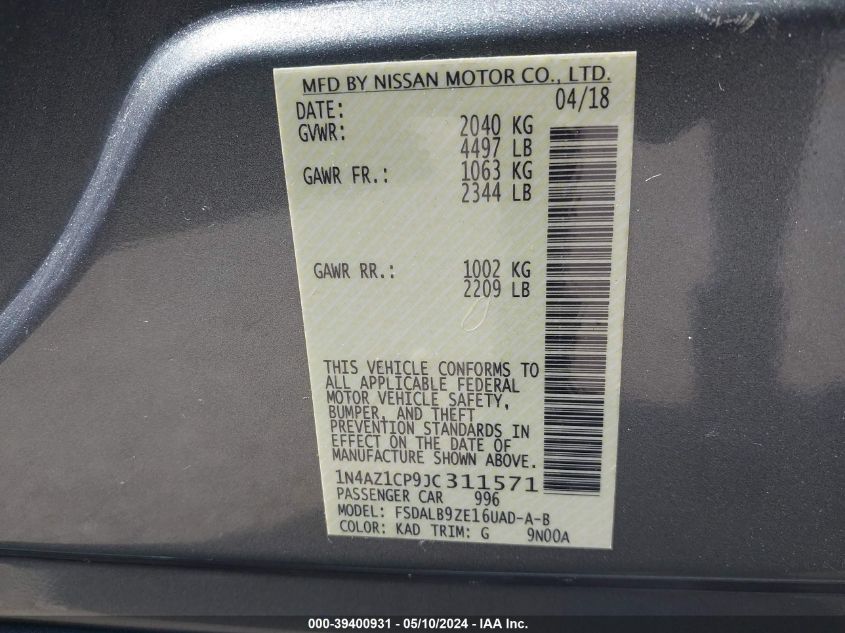 MFD BY NISSAN MOTOR CO., LTD.
DATE: 04/18
GVWR: 2040 KG
4497 LB
GAWR FR.: 1063 KG
2344 LB
GAWR RR.: 1002 KG
2209 LB
THIS VEHICLE CONFORMS TO
ALL APPLICABLE FEDERAL
MOTOR VEHICLE SAFETY,
BUMPER, AND THEFT
PREVENTION STANDARDS IN
EFFECT ON THE DATE OF
MANUFACTURE SHOWN ABOVE.
1N4AZ1CP9JC311571
PASSENGER CAR 996
MODEL: FSDALB9ZE16UAD-A-B
COLOR: KAD TRIM: G 9N00A
000-39400931 - 05/10/2024 - IAA Inc.